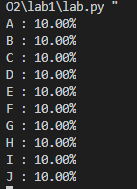 O2\lab1\lab.py "
A : 10.00%
B : 10.00%
C : 10.00%
D : 10.00%
E : 10.00%
F : 10.00%
G : 10.00%
H : 10.00%
I : 10.00%
J : 10.00%